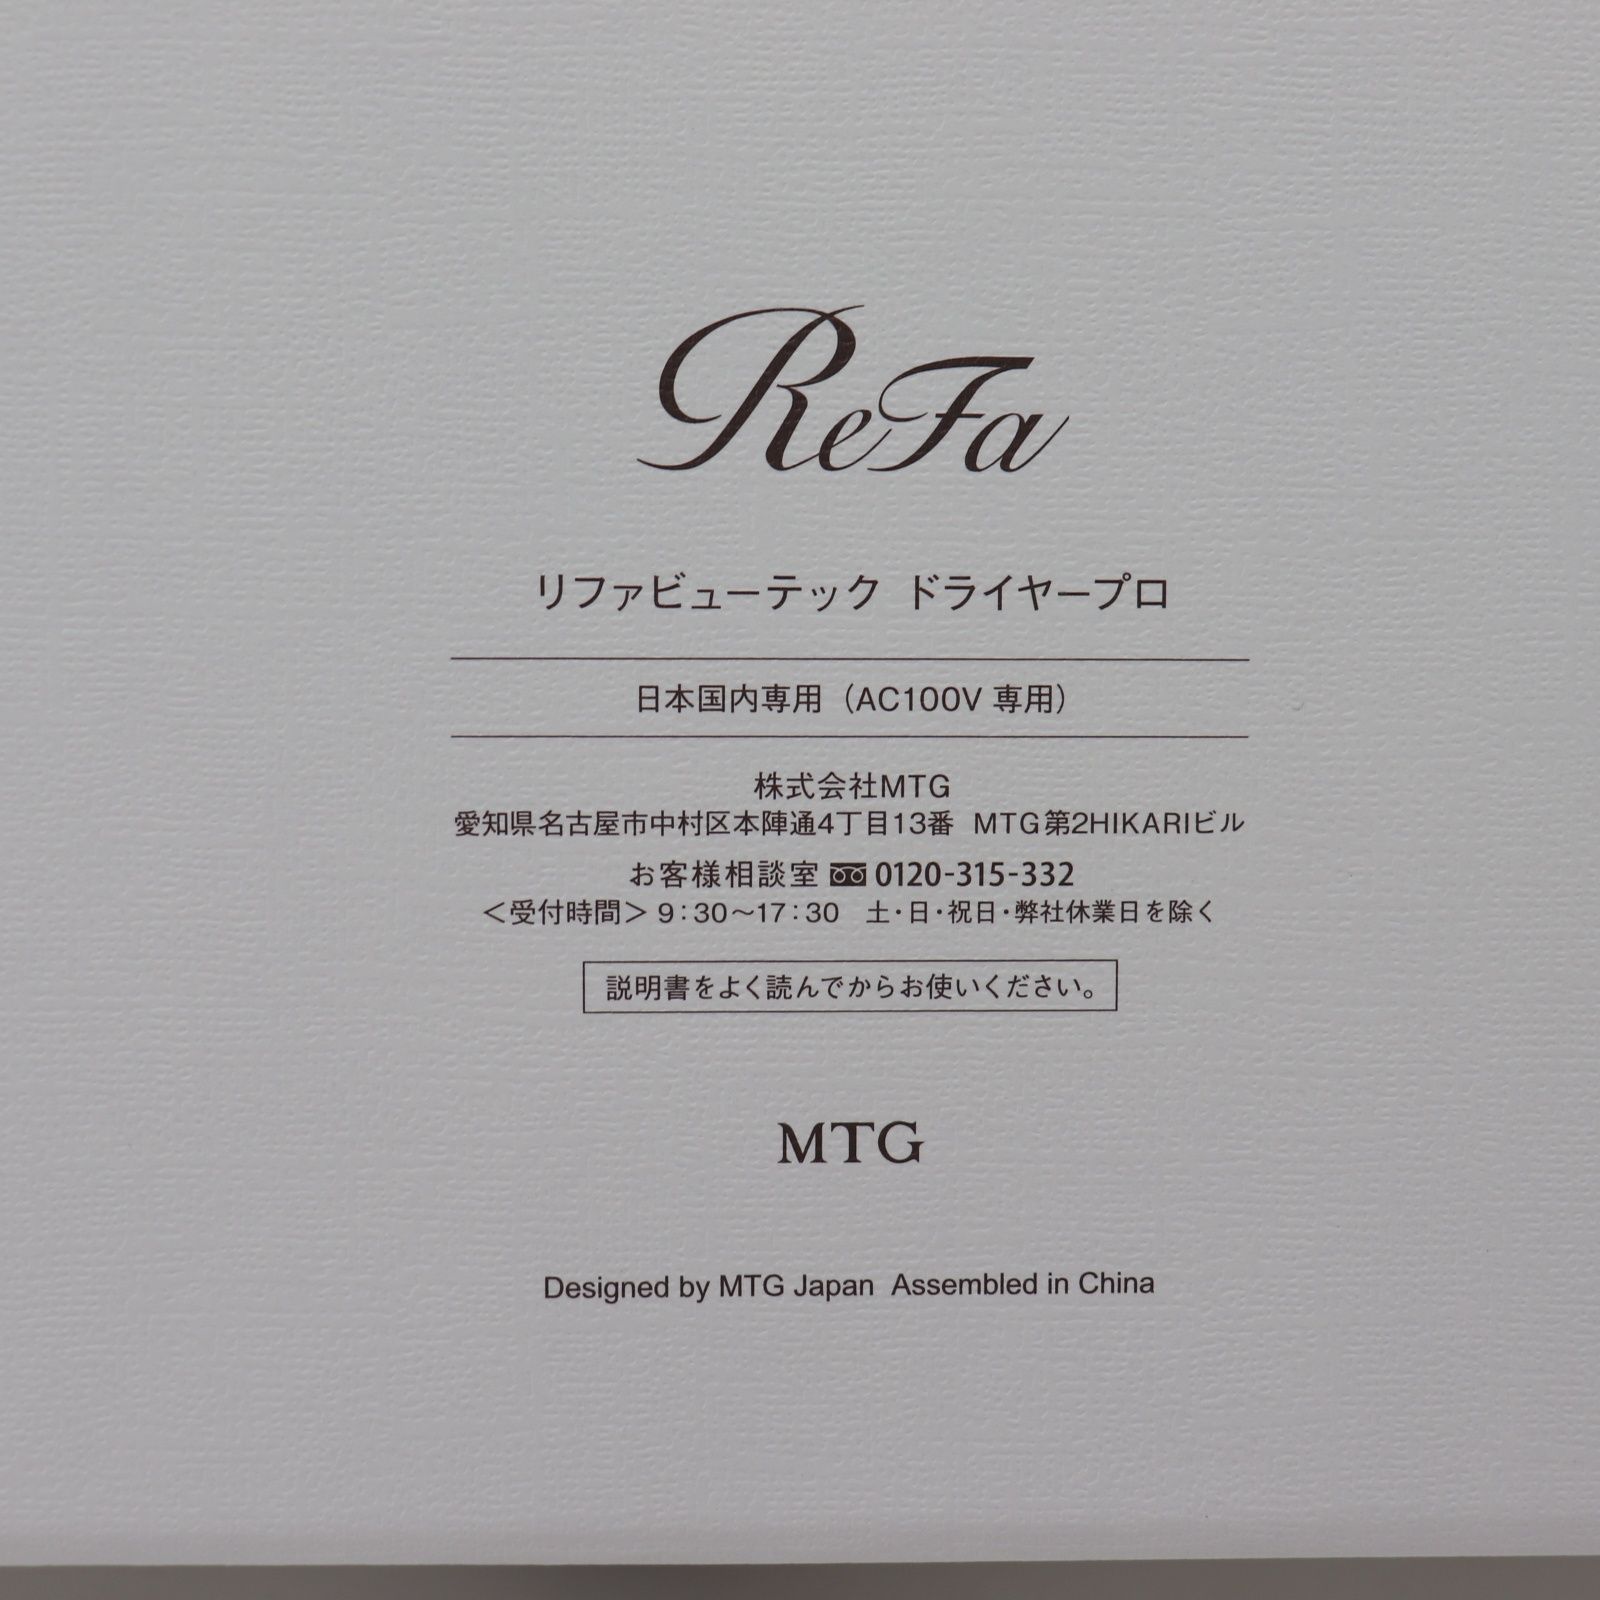 ReFa
リファビューテック ドライヤープロ
日本国内専用（AC100V 専用）
株式会社MTG
愛知県名古屋市中村区本陣通4丁目13番 MTG第2HIKARIビル
お客様相談室 0120-315-332
＜受付時間＞ 9：30～17：30 土・日・祝日・弊社休業日を除く
説明書をよく読んでからお使いください。
MTG
Designed by MTG Japan Assembled in China